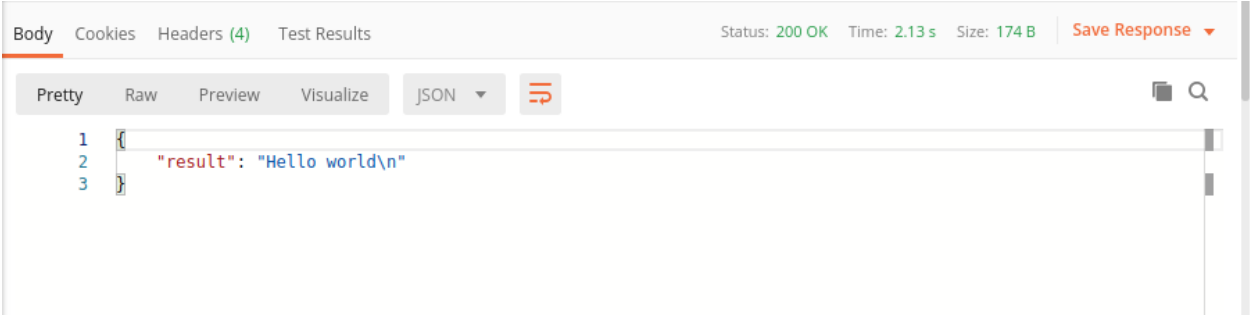 Body Cookies Headers (4) Test Results Status: 200 OK Time: 2.13 s Size: 174 B Save Response
Pretty Raw Preview Visualize JSON
1 {
2 "result": "Hello world\n"
3 }